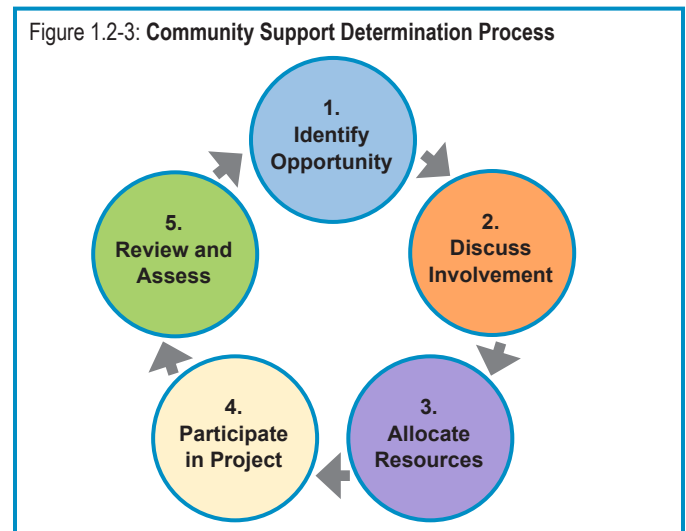 Figure 1.2-3: Community Support Determination Process
1.
Identify
Opportunity
2.
Discuss
Involvement
3.
Allocate
Resources
4.
Participate
in Project
5.
Review and
Assess